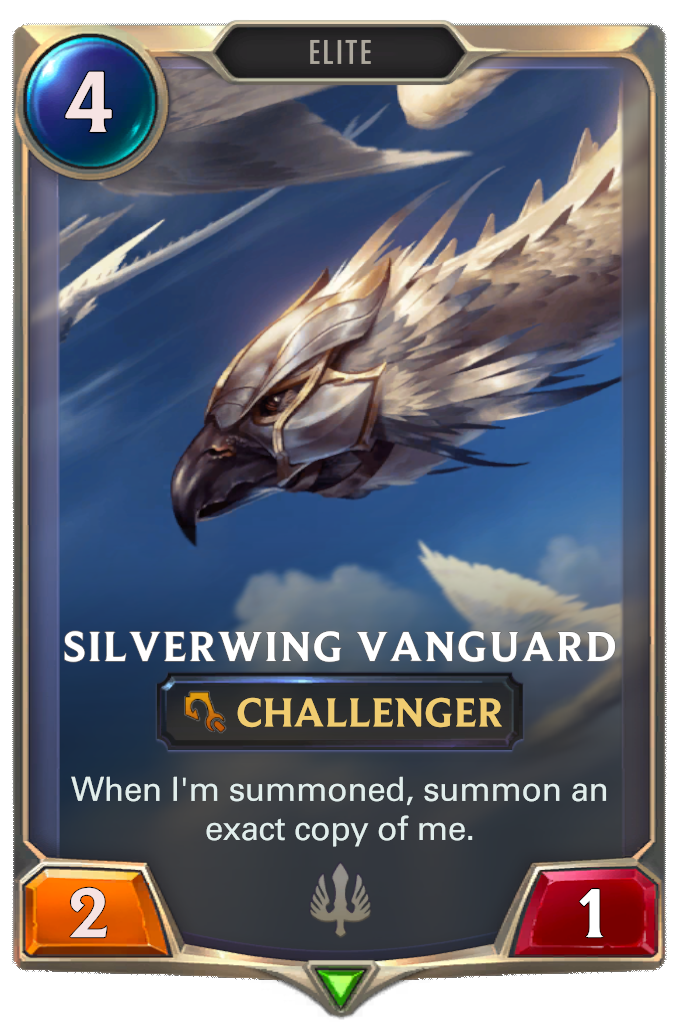 ELITE
4
SILVERWING VANGUARD
CHALLENGER
When I'm summoned, summon an
exact copy of me.
2
1